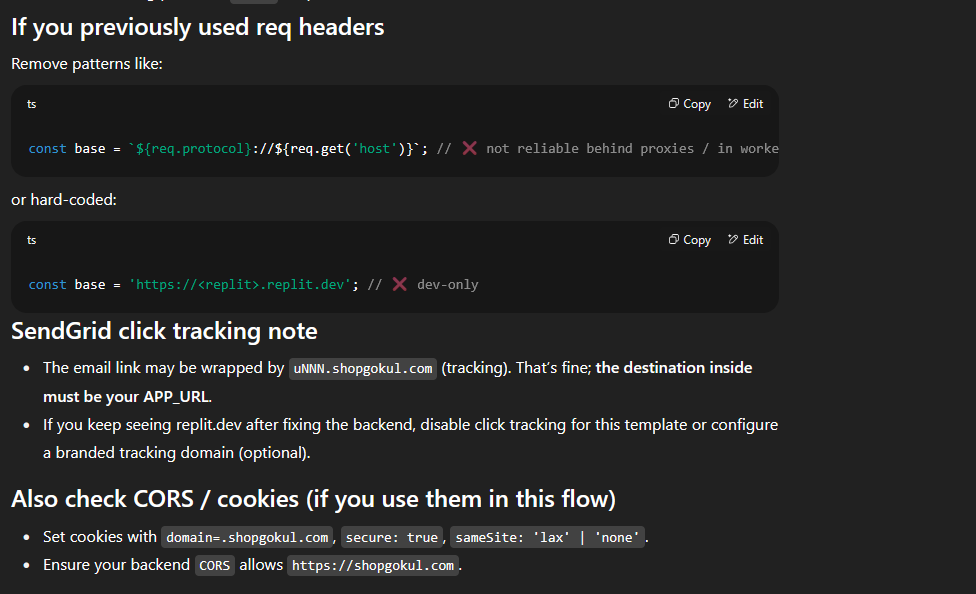 If you previously used req headers
Remove patterns like:
ts
Copy
Edit
const base = `${req.protocol}://${req.get('host')}`; // ❌ not reliable behind proxies / in worke
or hard-coded:
ts
Copy
Edit
const base = 'https://<replit>.replit.dev'; // ❌ dev-only
SendGrid click tracking note
• The email link may be wrapped by uNNN.shopgokul.com (tracking). That's fine; the destination inside
must be your APP_URL.
• If you keep seeing replit.dev after fixing the backend, disable click tracking for this template or configure
a branded tracking domain (optional).
Also check CORS / cookies (if you use them in this flow)
• Set cookies with domain=.shopgokul.com, secure: true, sameSite: 'lax' | 'none'.
• Ensure your backend CORS allows https://shopgokul.com.